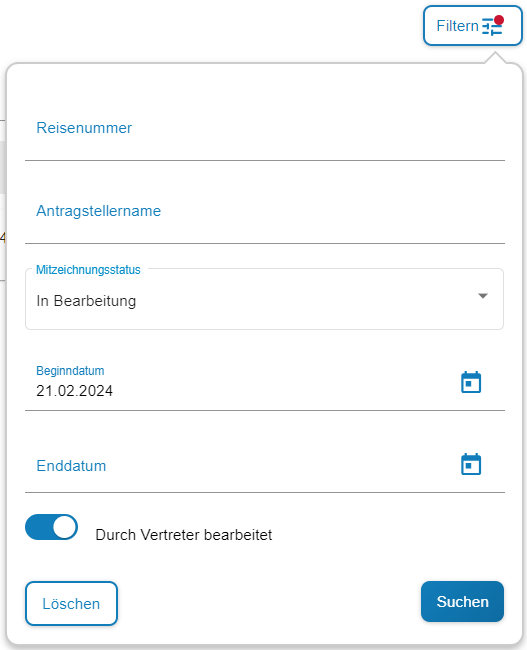 Filtern
Reisenummer
Antragstellername
Mitzeichnungsstatus
In Bearbeitung
Beginndatum
21.02.2024
Enddatum
Durch Vertreter bearbeitet
Löschen
Suchen